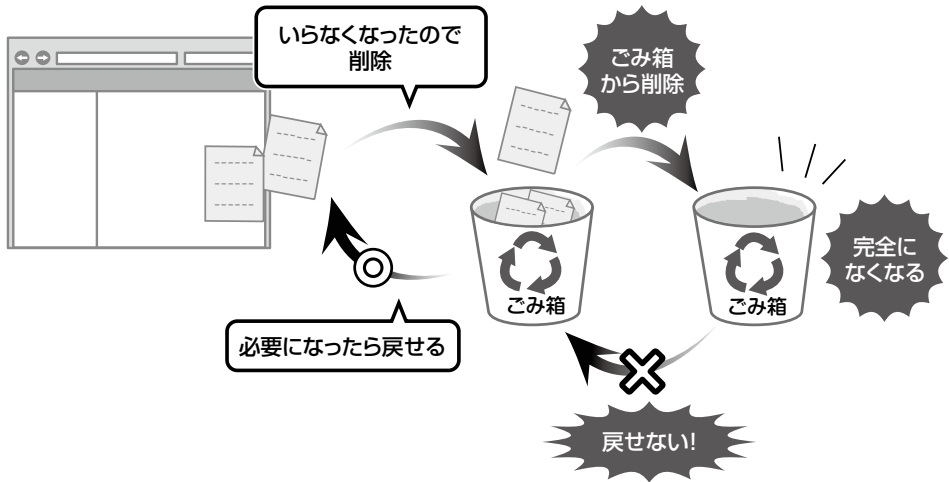 いらなくなったので
削除
ごみ箱
から削除
ごみ箱
ごみ箱
完全に
なくなる
必要になったら戻せる
戻せない!